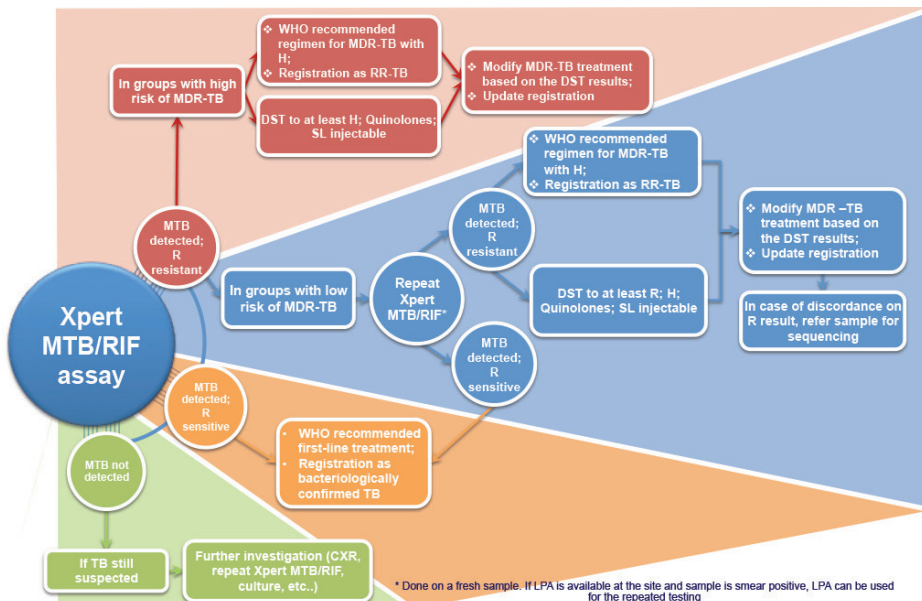 Xpert
MTB/RIF
assay
MTB
detected;
R
resistant
In groups with high
risk of MDR-TB
❖ WHO recommended
regimen for MDR-TB with
H;
❖ Registration as RR-TB
DST to at least H; Quinolones;
SL injectable
❖ Modify MDR-TB treatment
based on the DST results;
❖ Update registration
In groups with low
risk of MDR-TB
Repeat
Xpert
MTB/RIF*
MTB
detected;
R
resistant
❖ WHO recommended
regimen for MDR-TB
with H;
❖ Registration as RR-TB
DST to at least R; H;
Quinolones; SL injectable
❖ Modify MDR –TB
treatment based on
the DST results;
❖ Update registration
In case of discordance on
R result, refer sample for
sequencing
MTB
detected;
R
sensitive
MTB
detected;
R
sensitive
• WHO recommended
first-line treatment;
• Registration as
bacteriologically
confirmed TB
MTB not
detected
If TB still
suspected
Further investigation (CXR,
repeat Xpert MTB/RIF,
culture, etc..)
* Done on a fresh sample. If LPA is available at the site and sample is smear positive, LPA can be used
for the repeated testing